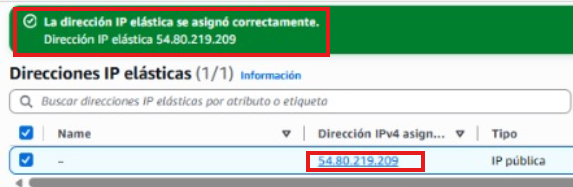 La dirección IP elástica se asignó correctamente.
Dirección IP elástica 54.80.219.209
Direcciones IP elásticas (1/1) Información
Buscar direcciones IP elásticas por atributo o etiqueta
Name Dirección IPv4 asign... Tipo
– 54.80.219.209 IP pública